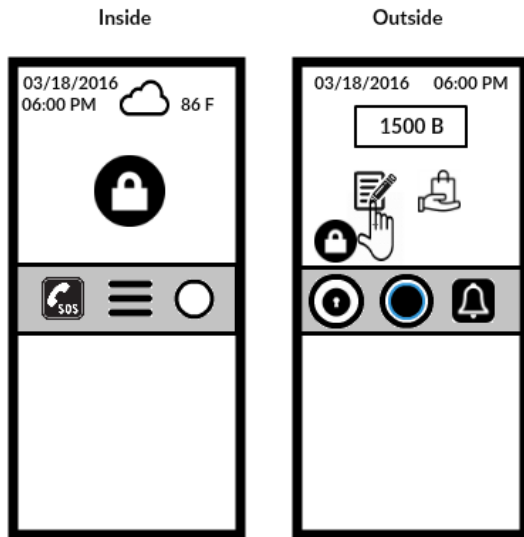 Inside
Outside
03/18/2016
06:00 PM
86 F
03/18/2016 06:00 PM
1500 B
SOS